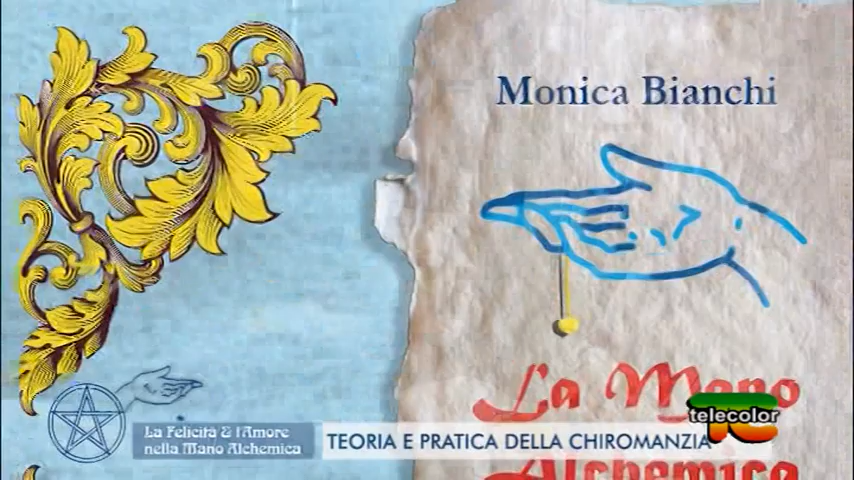 Monica Bianchi
La Mano
Alchemica
La Felicità & l'Amore
nella Mano Alchemica
TEORIA E PRATICA DELLA CHIROMANZIA
telecolor